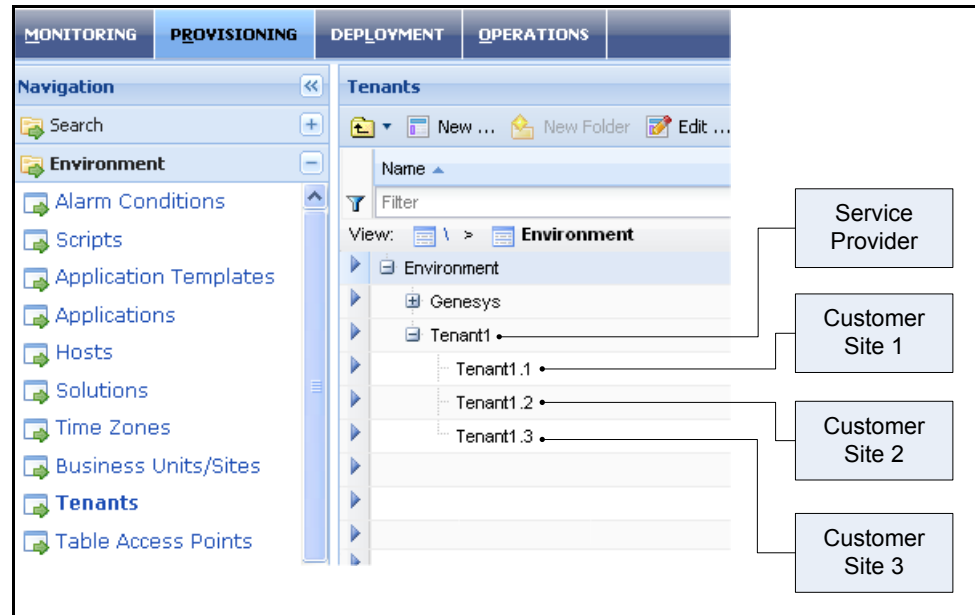 MONITORING PROVISIONING DEPLOYMENT OPERATIONS
Navigation
Search
Environment
Alarm Conditions
Scripts
Application Templates
Applications
Hosts
Solutions
Time Zones
Business Units/Sites
Tenants
Table Access Points
Tenants
New ... New Folder Edit ...
Name
Filter
View: \ > Environment
Environment
Genesys
Tenant1
Tenant1.1
Tenant1.2
Tenant1.3
Service
Provider
Customer
Site 1
Customer
Site 2
Customer
Site 3